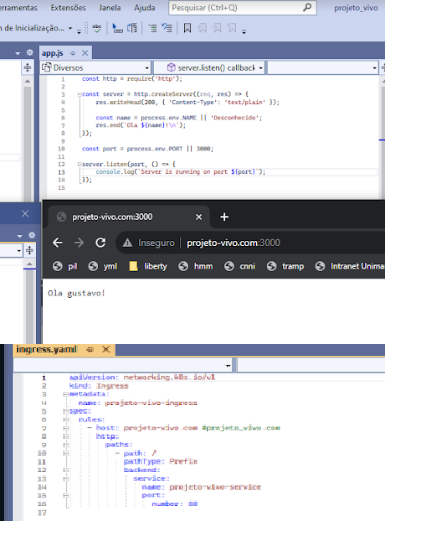 erramentas Extensões Janela Ajuda Pesquisar (Ctrl+Q) projeto_vivo
de Inicialização...
app.js
Diversos server.listen() callback
1 const http = require('http');
2
3 const server = http.createServer((req, res) => {
4 res.writeHead(200, { 'Content-Type': 'text/plain' });
5
6 const name = process.env.NAME || 'Desconhecido';
7 res.end(`Ola ${name}!\n`);
8 });
9
10 const port = process.env.PORT || 3000;
11
12 server.listen(port, () => {
13 console.log(`Server is running on port ${port}`);
14 });
15
projeto-vivo.com:3000
Inseguro | projeto-vivo.com:3000
pil yml liberty hmm cnni tramp Intranet Unima
Ola gustavo!
ingress.yaml
1 apiVersion: networking.k8s.io/v1
2 kind: Ingress
3 metadata:
4 name: projeto-vivo-ingress
5 spec:
6 rules:
7 - host: projeto-vivo.com #projeto_vivo.com
8 http:
9 paths:
10 - path: /
11 pathType: Prefix
12 backend:
13 service:
14 name: projeto-vivo-service
15 port:
16 number: 80
17